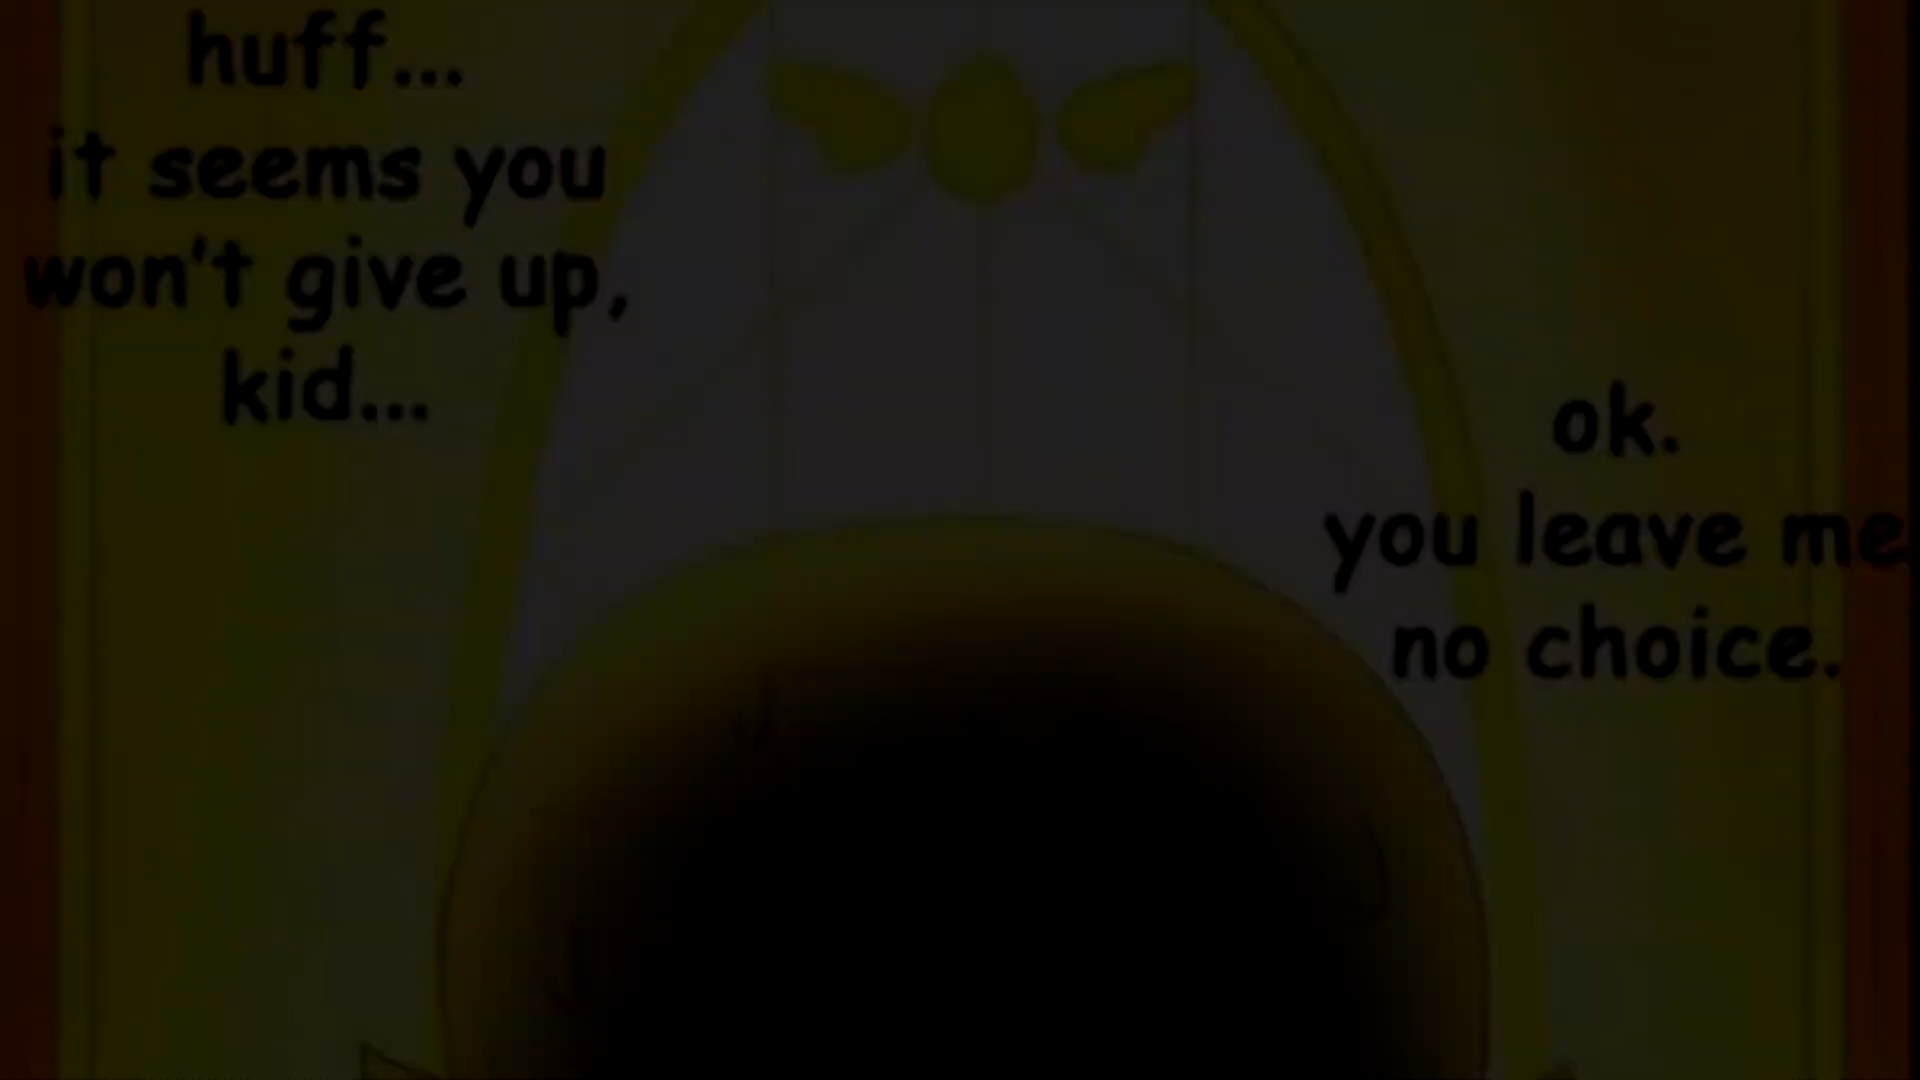 huff...
it seems you
won't give up,
kid...
ok.
you leave me
no choice.